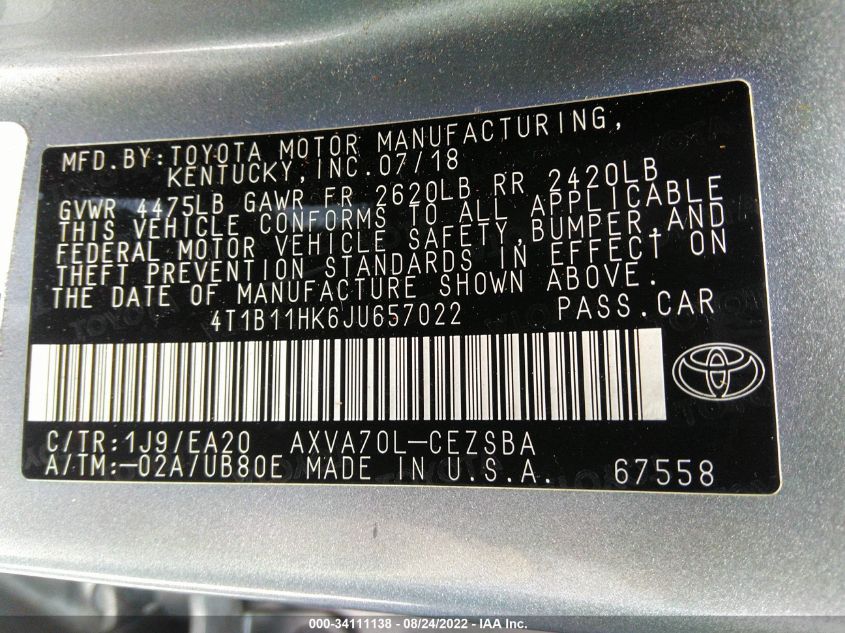 MFD.BY:TOYOTA MOTOR MANUFACTURING,
KENTUCKY,INC.07/18
GVWR 4475LB GAWR FR 2620LB RR 2420LB
THIS VEHICLE CONFORMS TO ALL APPLICABLE
FEDERAL MOTOR VEHICLE SAFETY,BUMPER,AND
THEFT PREVENTION STANDARDS IN EFFECT ON
THE DATE OF MANUFACTURE SHOWN ABOVE.
4T1B11HK6JU657022 PASS.CAR
C/TR:1J9/EA20 AXVA70L-CEZSBA
A/TM:-02A/UB80E MADE IN U.S.A. 67558
000-34111138 - 08/24/2022 - IAA Inc.